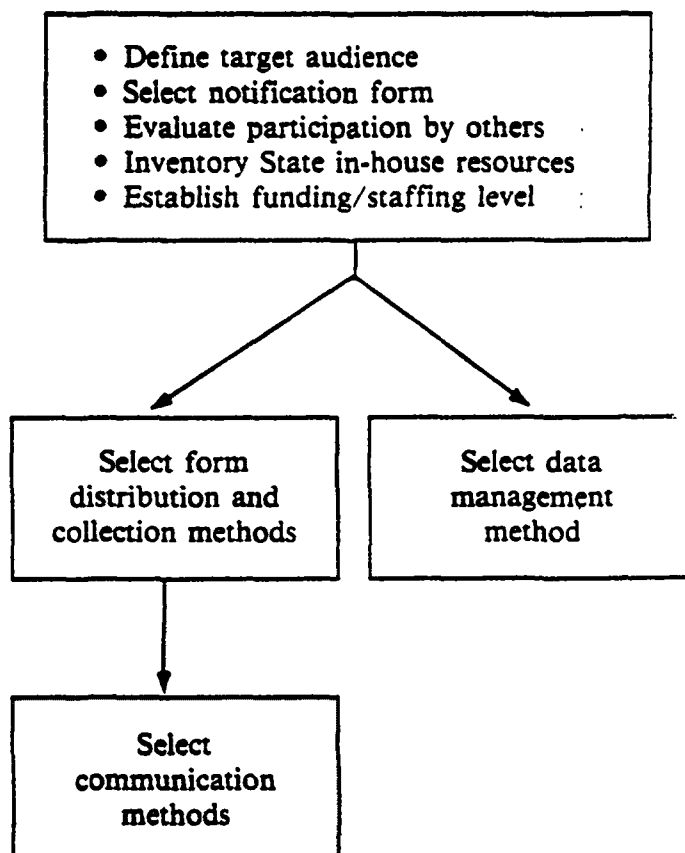 • Define target audience
• Select notification form
• Evaluate participation by others
• Inventory State in-house resources
• Establish funding/staffing level
Select form
distribution and
collection methods
Select data
management
method
Select
communication
methods